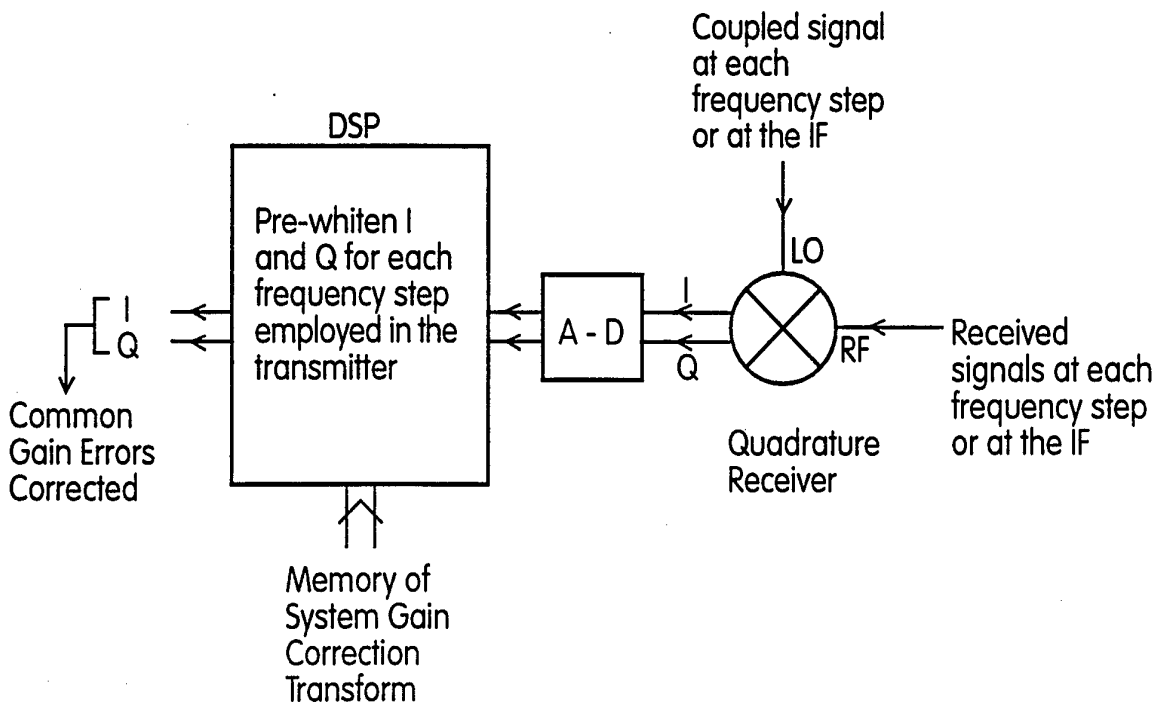 Coupled signal
at each
frequency step
or at the IF
DSP
Pre-whiten I
and Q for each
frequency step
employed in the
transmitter
LO
I
Q
A - D
I
Q
RF
Received
signals at each
frequency step
or at the IF
Common
Gain Errors
Corrected
Quadrature
Receiver
Memory of
System Gain
Correction
Transform